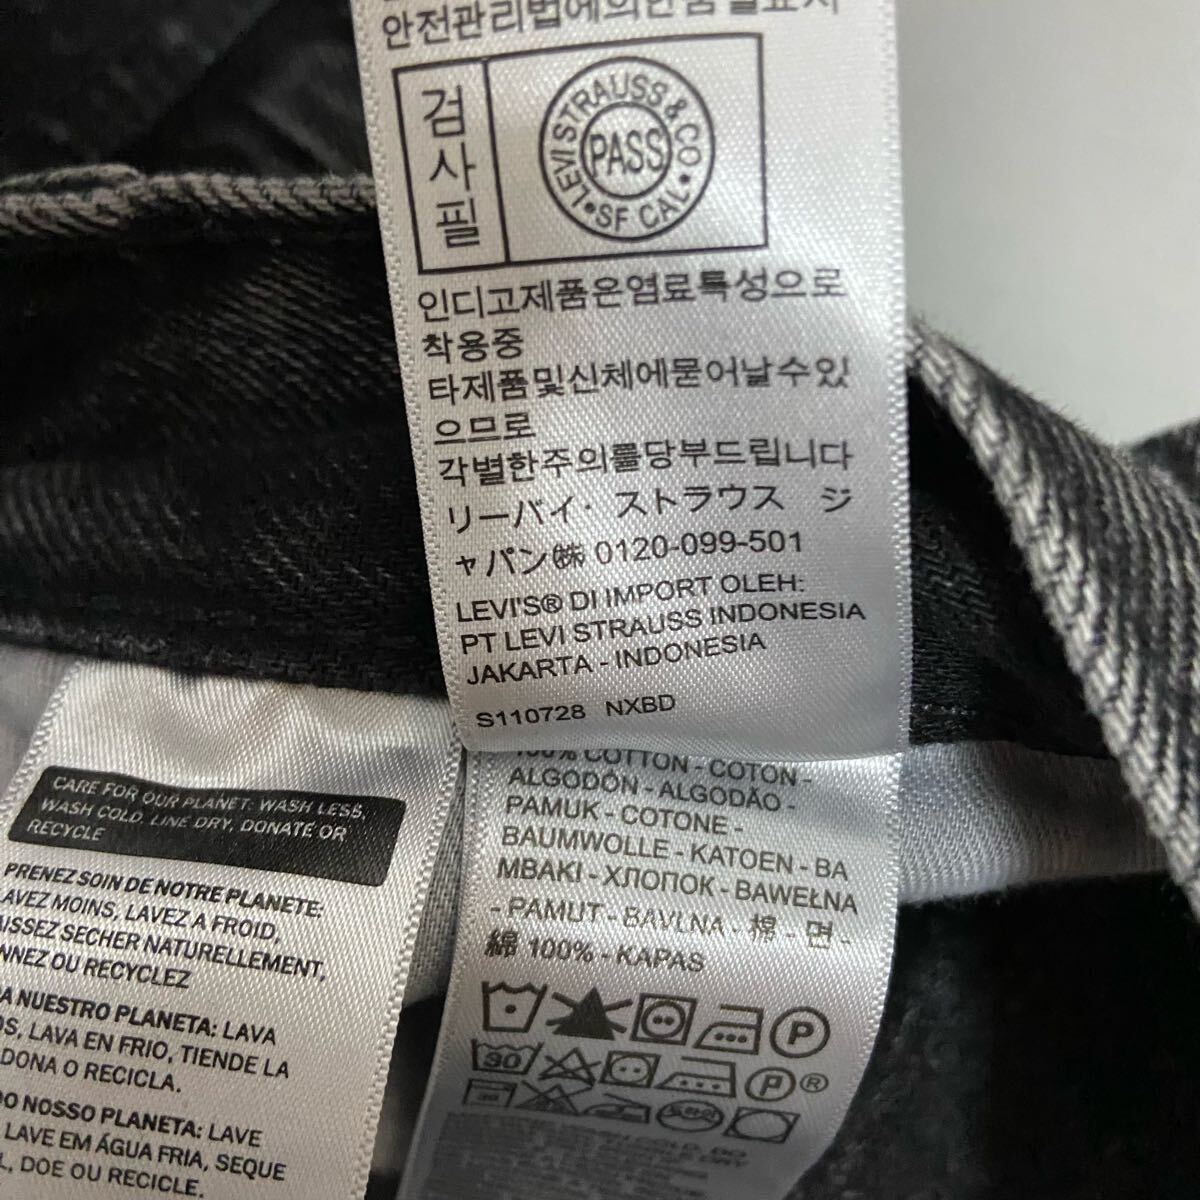 안전관리법에의한품질표시
검
사
필
LEVI STRAUSS & CO
PASS
SF CAL
인디고제품은염료특성으로
착용중
타제품및신체에묻어날수있
으므로
각별한주의를당부드립니다
リーバイ・ストラウス ジ
ャパン㈱ 0120-099-501
LEVI'S® DI IMPORT OLEH:
PT LEVI STRAUSS INDONESIA
JAKARTA - INDONESIA
S110728 NXBD
100% COTTON - COTON -
ALGODÓN - ALGODÃO -
PAMUK - COTONE -
BAUMWOLLE - KATOEN - BA
MBAKI - ХЛОПОК - BAWEŁNA
- PAMUT - BAVLNA - 棉 - 면 -
綿 100% - KAPAS
P
30
P ®
30
CARE FOR OUR PLANET: WASH LESS,
WASH COLD, LINE DRY, DONATE OR
RECYCLE
PRENEZ SOIN DE NOTRE PLANETE:
LAVEZ MOINS, LAVEZ A FROID,
LAISSEZ SECHER NATURELLEMENT,
OU RECYCLEZ
NUESTRO PLANETA: LAVA
LAVA EN FRIO, TIENDE LA
DONA O RECICLA.
NOSSO PLANETA: LAVE
LAVE EM ÁGUA FRIA, SEQUE
DOE OU RECICLE.